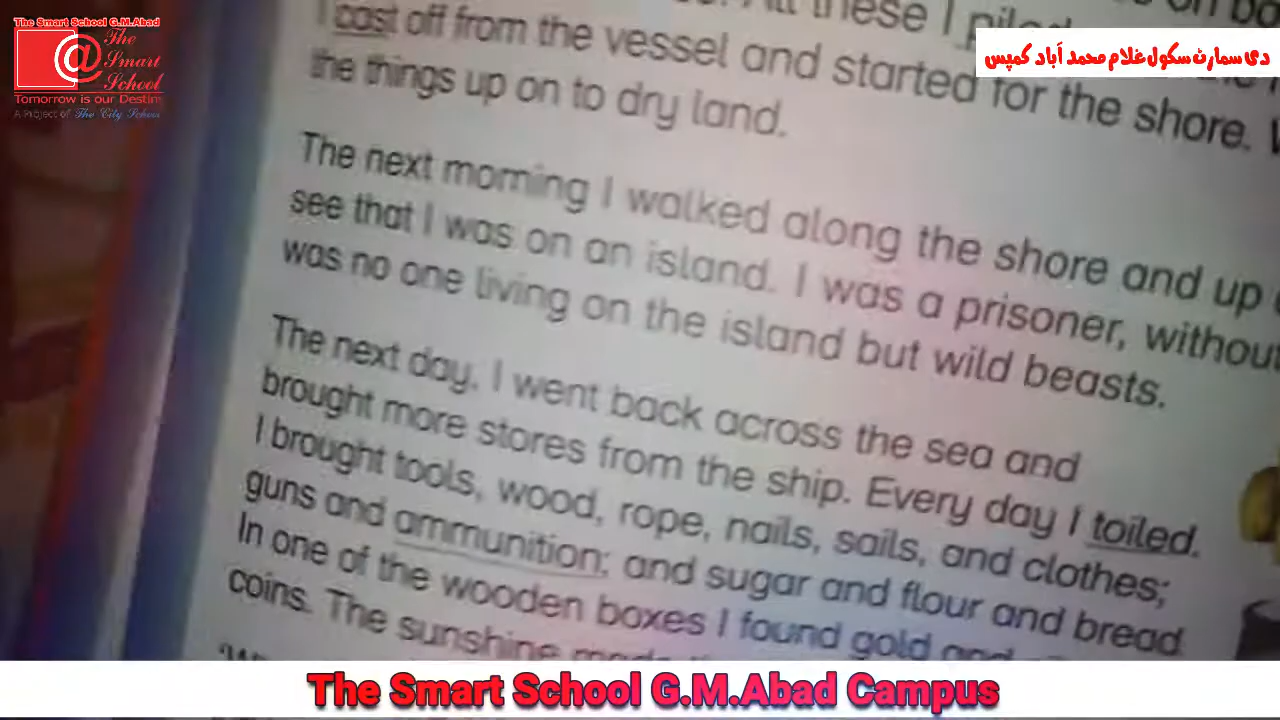 The Smart School G.M.Abad
The
Smart
School
Tomorrow is our Destin
A Project of The City School
دی سمارٹ سکول غلام محمد آباد کمپس
these I piled
I cast off from the vessel and started for the shore.
the things up on to dry land.
The next morning I walked along the shore and up
see that I was on an island. I was a prisoner, without
was no one living on the island but wild beasts.
The next day, I went back across the sea and
brought more stores from the ship. Every day I toiled.
I brought tools, wood, rope, nails, sails, and clothes;
guns and ammunition; and sugar and flour and bread
In one of the wooden boxes I found gold and
coins. The sunshine made
The Smart School G.M.Abad Campus